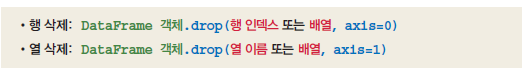 • 행 삭제: DataFrame 객체.drop(행 인덱스 또는 배열, axis=0)
• 열 삭제: DataFrame 객체.drop(열 이름 또는 배열, axis=1)